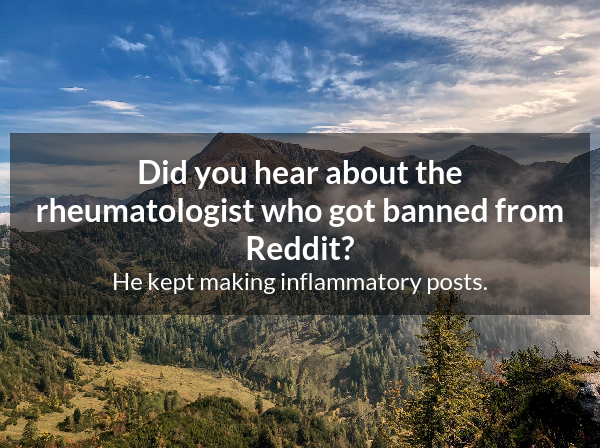 Did you hear about the
rheumatologist who got banned from
Reddit?
He kept making inflammatory posts.